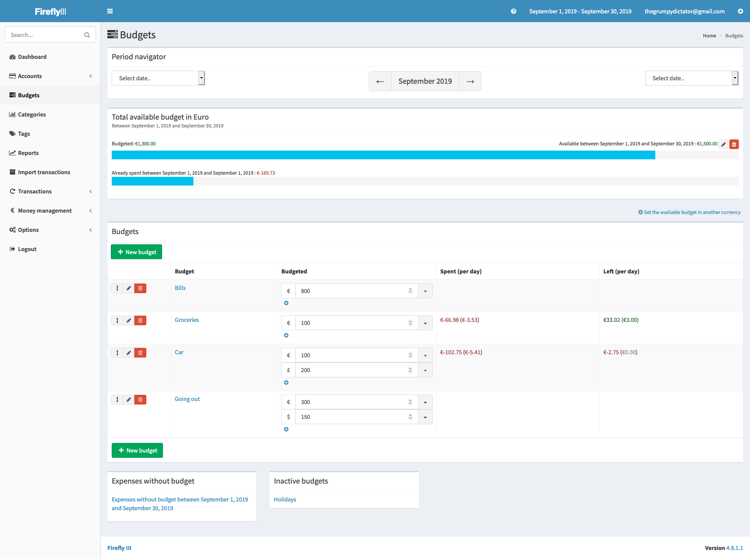 FireflyIII
September 1, 2019 - September 30, 2019
thegrumpydictator@gmail.com
Search...
Budgets
Home
Budgets
Dashboard
Accounts
Budgets
Categories
Tags
Reports
Import transactions
Transactions
€ Money management
Options
Logout
Period navigator
Select date..
← September 2019 →
Select date..
Total available budget in Euro
Between September 1, 2019 and September 30, 2019
Budgeted: €1,300.00
Available between September 1, 2019 and September 30, 2019 : €1,500.00
Already spent between September 1, 2019 and September 1, 2019 : €-169.73
Set the available budget in another currency
Budgets
+ New budget
Budget Budgeted Spent (per day) Left (per day)
Bills € 800
Groceries € 100 €-66.98 (€-3.53) €33.02 (€3.00)
Car € 100 €-102.75 (€-5.41) €-2.75 (€0.00)
£ 200
Going out € 300
$ 150
+ New budget
Expenses without budget
Expenses without budget between September 1, 2019
and September 30, 2019
Inactive budgets
Holidays
Firefly III
Version 4.8.1.1